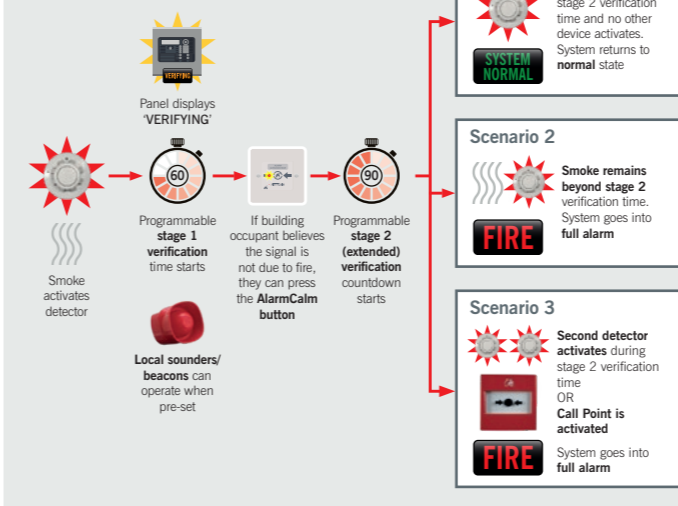 stage 2 verification
time and no other
device activates.
System returns to
normal state
SYSTEM
NORMAL
VERIFYING
Panel displays
'VERIFYING'
60
90
Smoke
activates
detector
Programmable
stage 1
verification
time starts
If building
occupant believes
the signal is
not due to fire,
they can press
the AlarmCalm
button
Programmable
stage 2
(extended)
verification
countdown
starts
Local sounders/
beacons can
operate when
pre-set
Scenario 2
Smoke remains
beyond stage 2
verification time.
System goes into
full alarm
FIRE
Scenario 3
Second detector
activates during
stage 2 verification
time
OR
Call Point is
activated
FIRE
System goes into
full alarm